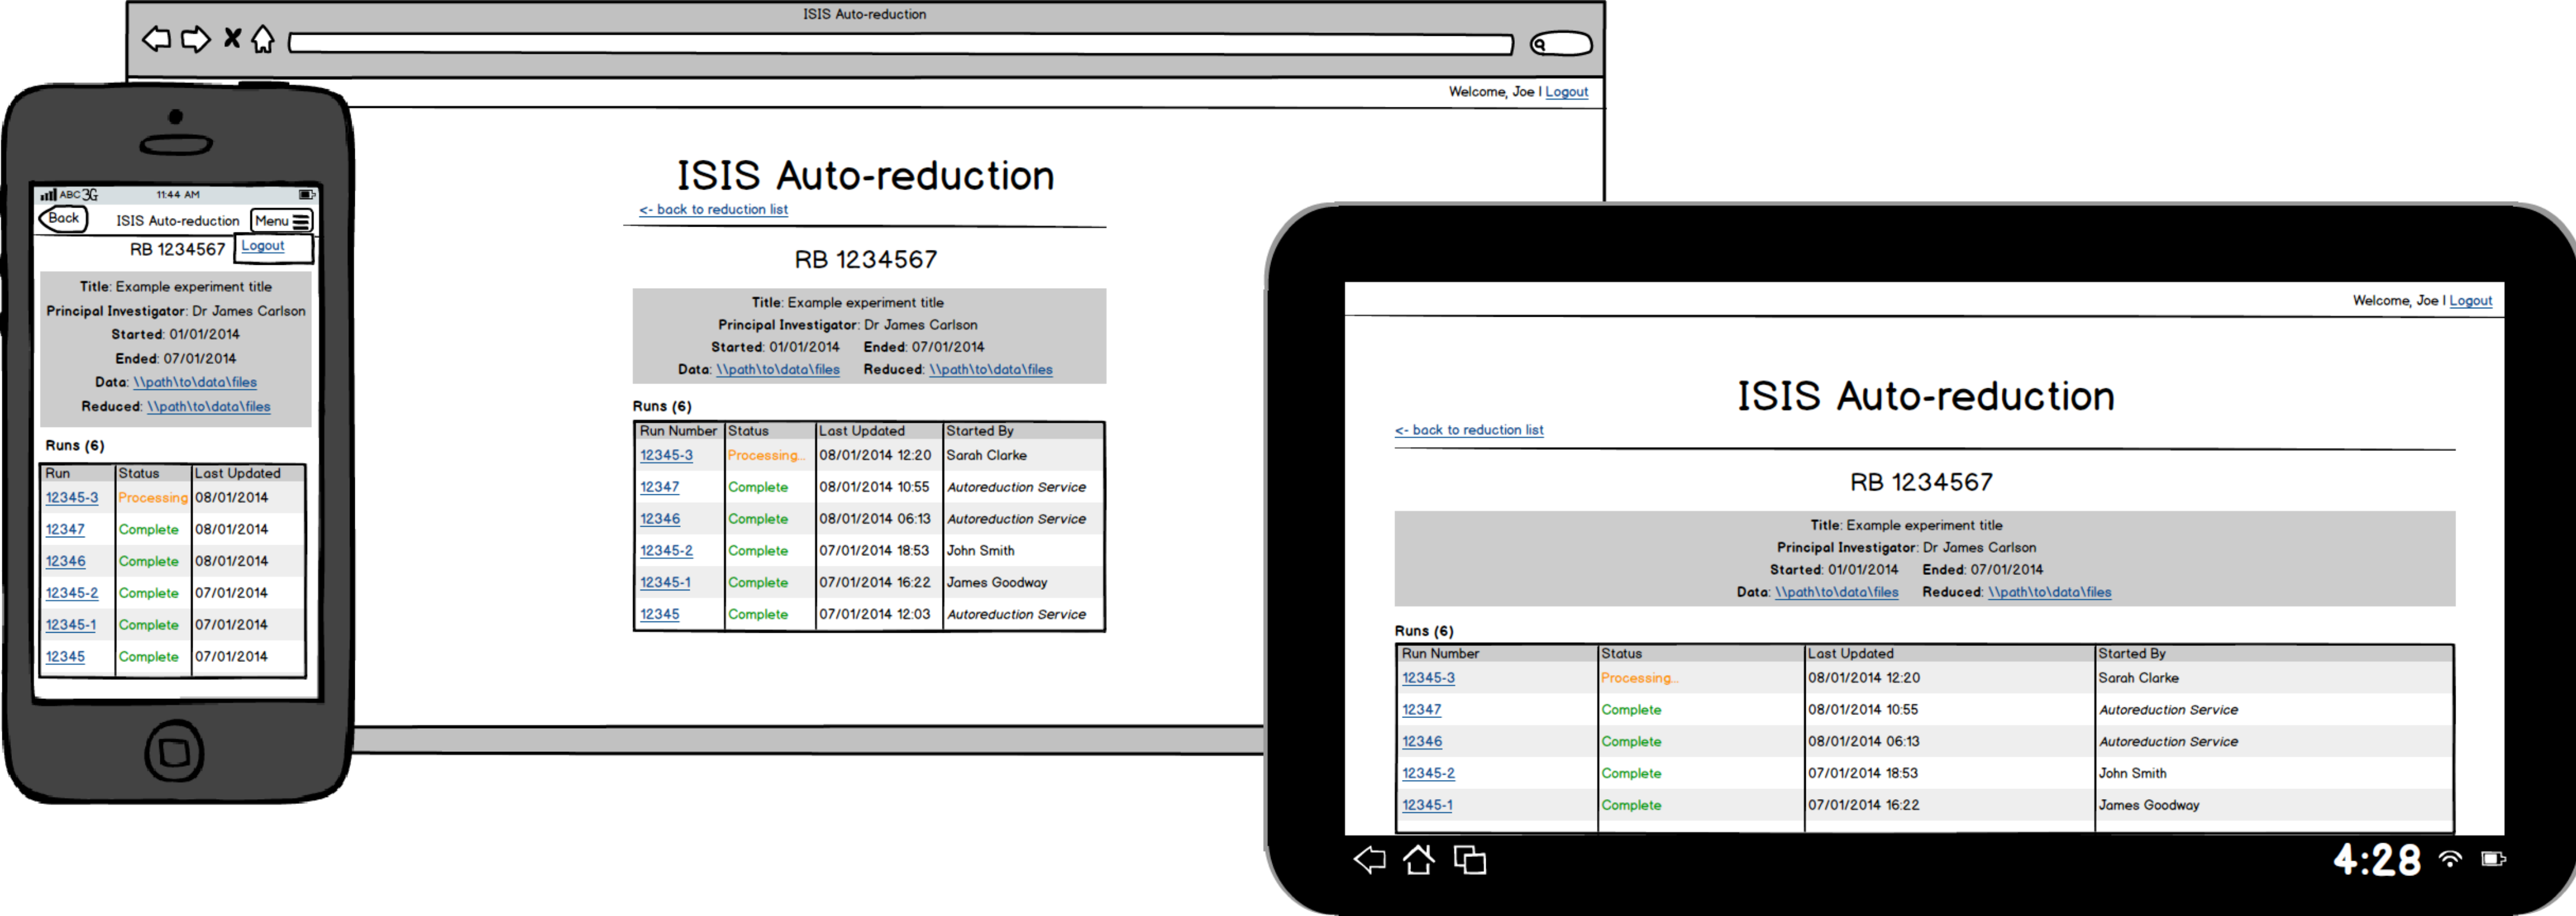 ISIS Auto-reduction
Welcome, Joe | Logout
ISIS Auto-reduction
<- back to reduction list
RB 1234567
Title: Example experiment title
Principal Investigator: Dr James Carlson
Started: 01/01/2014 Ended: 07/01/2014
Data: \\path\to\data\files Reduced: \\path\to\data\files
Runs (6)
Run Number Status Last Updated Started By
12345-3 Processing... 08/01/2014 12:20 Sarah Clarke
12347 Complete 08/01/2014 10:55 Autoreduction Service
12346 Complete 08/01/2014 06:13 Autoreduction Service
12345-2 Complete 07/01/2014 18:53 John Smith
12345-1 Complete 07/01/2014 16:22 James Goodway
12345 Complete 07/01/2014 12:03 Autoreduction Service
ABC 3G 11:44 AM
Back ISIS Auto-reduction Menu
RB 1234567 Logout
Title: Example experiment title
Principal Investigator: Dr James Carlson
Started: 01/01/2014
Ended: 07/01/2014
Data: \\path\to\data\files
Reduced: \\path\to\data\files
Runs (6)
Run Status Last Updated
12345-3 Processing 08/01/2014
12347 Complete 08/01/2014
12346 Complete 08/01/2014
12345-2 Complete 07/01/2014
12345-1 Complete 07/01/2014
12345 Complete 07/01/2014
Welcome, Joe | Logout
ISIS Auto-reduction
<- back to reduction list
RB 1234567
Title: Example experiment title
Principal Investigator: Dr James Carlson
Started: 01/01/2014 Ended: 07/01/2014
Data: \\path\to\data\files Reduced: \\path\to\data\files
Runs (6)
Run Number Status Last Updated Started By
12345-3 Processing... 08/01/2014 12:20 Sarah Clarke
12347 Complete 08/01/2014 10:55 Autoreduction Service
12346 Complete 08/01/2014 06:13 Autoreduction Service
12345-2 Complete 07/01/2014 18:53 John Smith
12345-1 Complete 07/01/2014 16:22 James Goodway
4:28